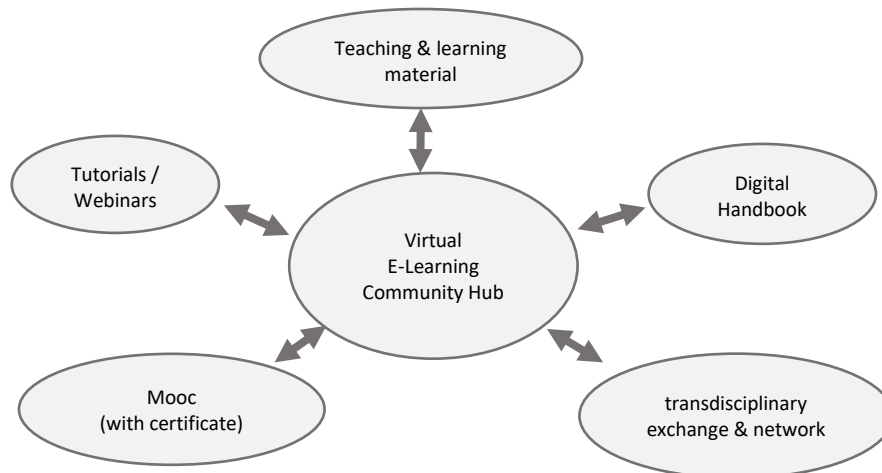 Teaching & learning
material
Tutorials /
Webinars
Digital
Handbook
Virtual
E-Learning
Community Hub
Mooc
(with certificate)
transdisciplinary
exchange & network